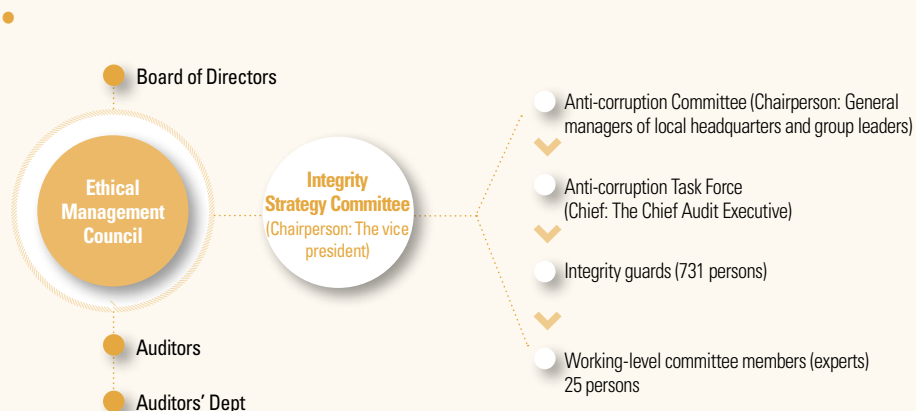 Board of Directors
Ethical
Management
Council
Auditors
Auditors' Dept
Integrity
Strategy Committee
(Chairperson: The vice
president)
Anti-corruption Committee (Chairperson: General
managers of local headquarters and group leaders)
Anti-corruption Task Force
(Chief: The Chief Audit Executive)
Integrity guards (731 persons)
Working-level committee members (experts)
25 persons